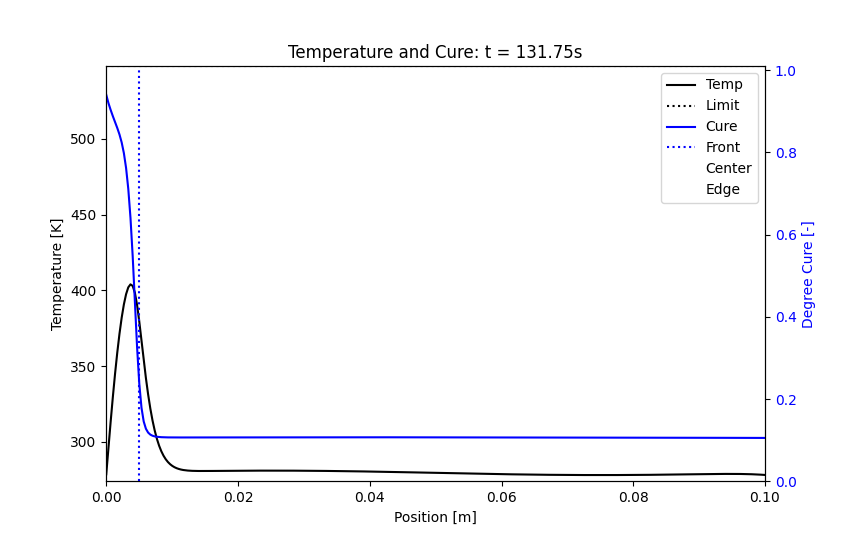 Temperature and Cure: t = 131.75s
Temp
Limit
Cure
Front
Center
Edge
500
450
400
350
300
Temperature [K]
1.0
0.8
0.6
0.4
0.2
0.0
Degree Cure [-]
0.00 0.02 0.04 0.06 0.08 0.10
Position [m]